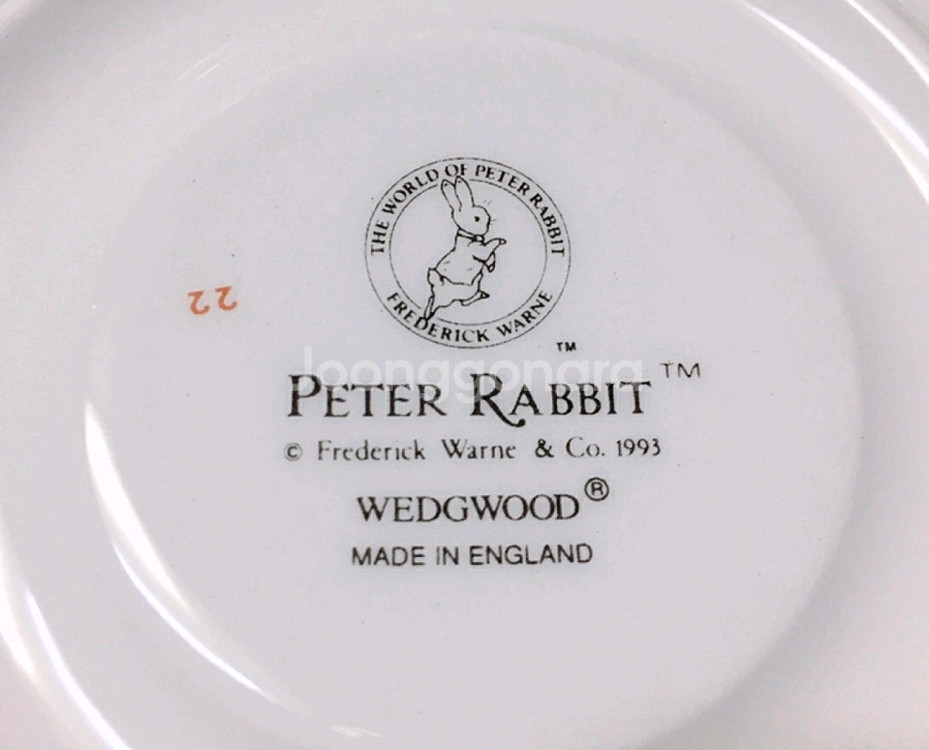 THE WORLD OF PETER RABBIT
FREDERICK WARNE
TM
22
Joonggonara
PETER RABBIT TM
© Frederick Warne & Co. 1993
WEDGWOOD®
MADE IN ENGLAND